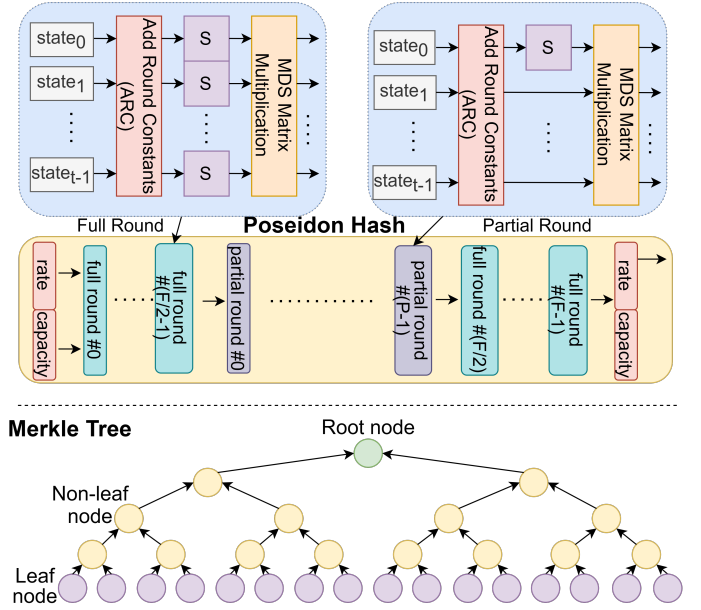 state0
state1
statet-1
Add Round Constants
(ARC)
S
S
S
MDS Matrix
Multiplication
state0
state1
statet-1
Add Round Constants
(ARC)
S
MDS Matrix
Multiplication
Full Round
Poseidon Hash
Partial Round
rate
capacity
full round #0
full round
#(F/2-1)
partial round #0
partial round
#(P-1)
full round #(F/2)
full round
#(F-1)
rate
capacity
Merkle Tree
Root node
Non-leaf
node
Leaf
node